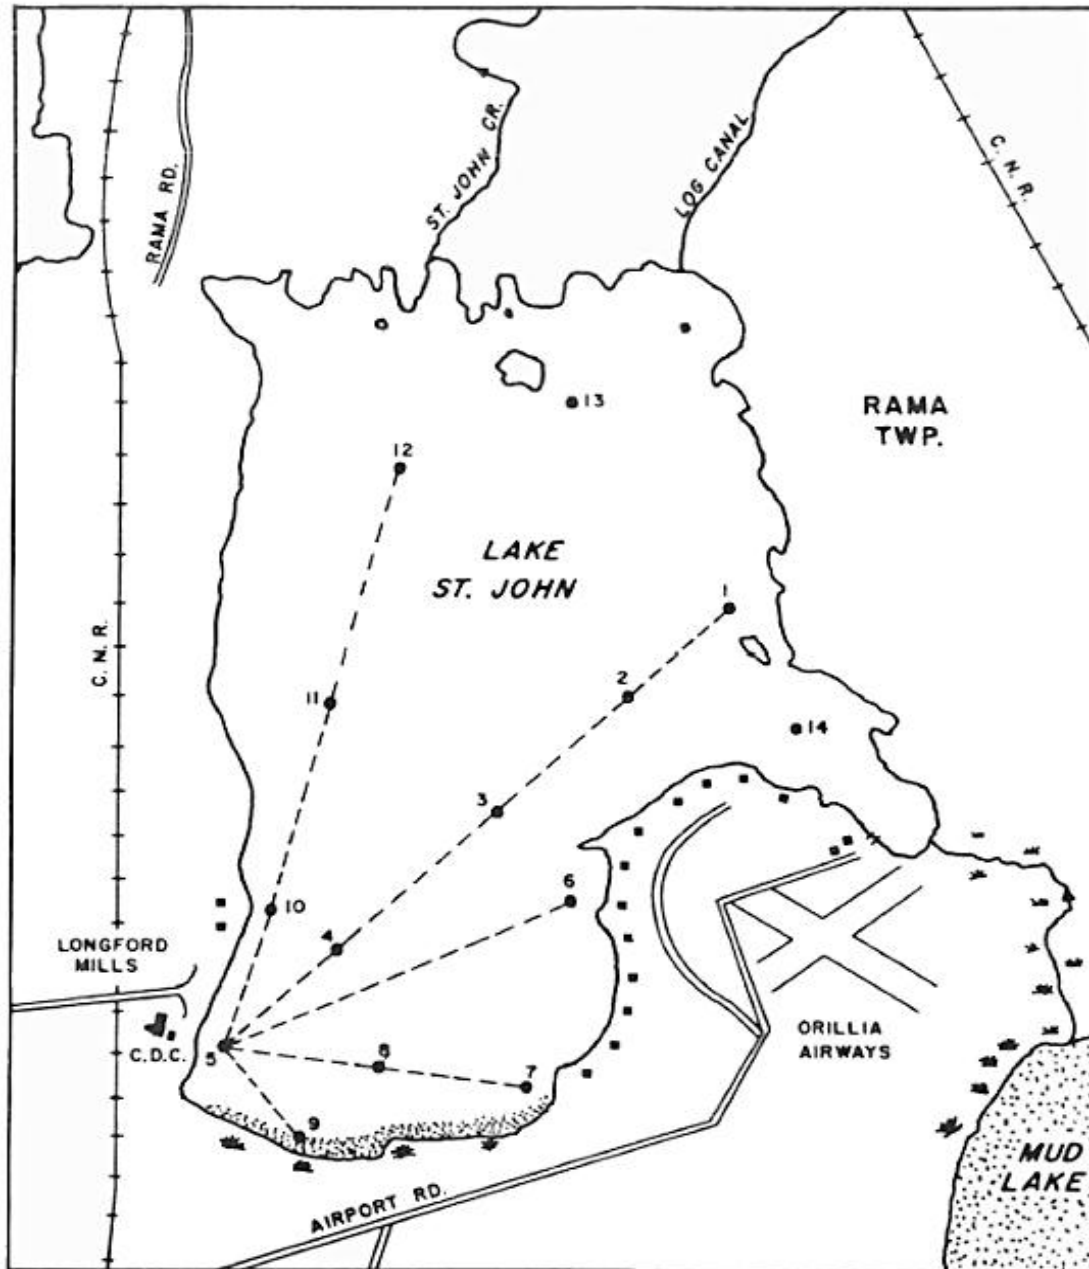 ST. JOHN CR.
LOG CANAL
C. N. R.
RAMA RD.
13
RAMA
TWP.
12
LAKE
ST. JOHN
1
C. N. R.
2
11
14
3
6
10
4
LONGFORD
MILLS
ORILLIA
AIRWAYS
C.D.C.
5
8
7
9
MUD
LAKE
AIRPORT RD.